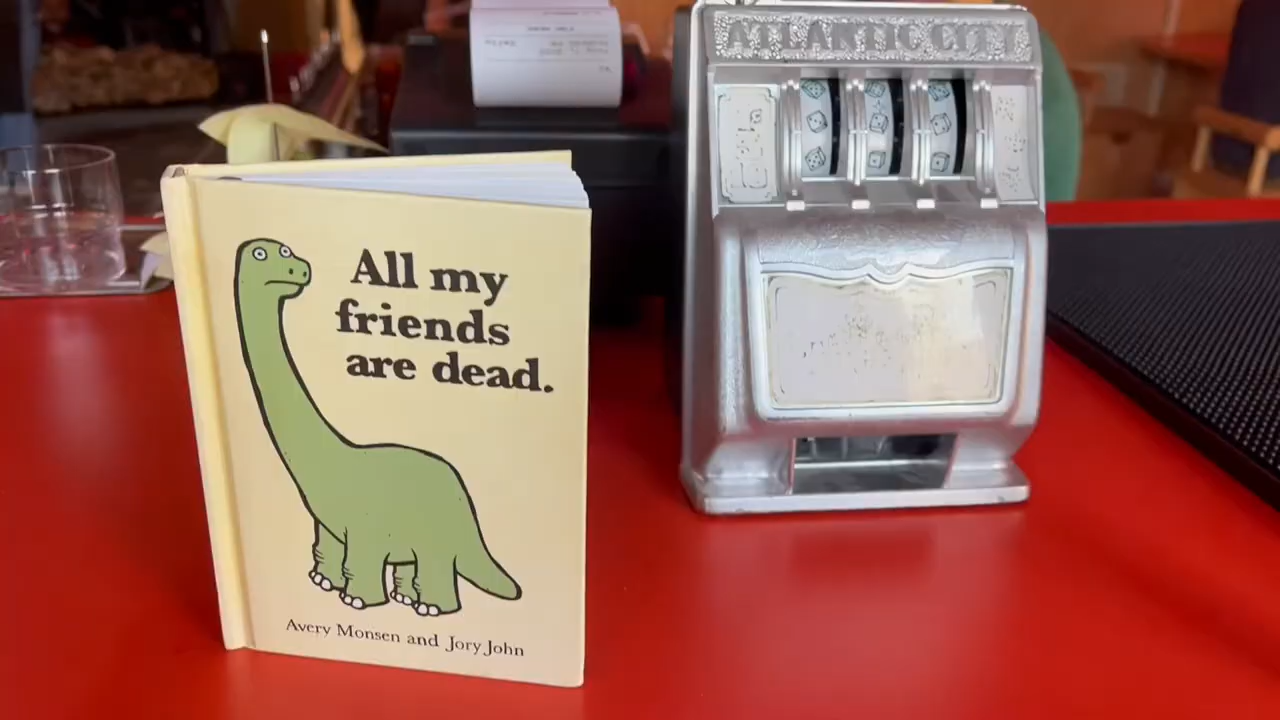 ATLANTIC CITY
All my
friends
are dead.
Avery Monsen and Jory John